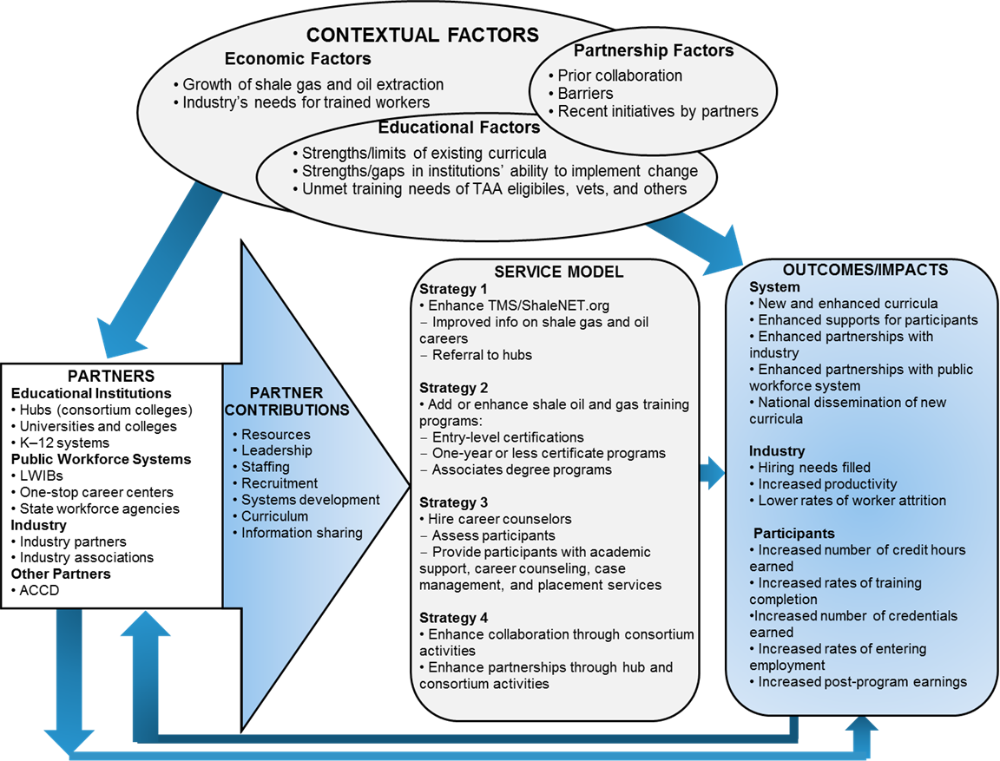 CONTEXTUAL FACTORS
Economic Factors
• Growth of shale gas and oil extraction
• Industry’s needs for trained workers
Partnership Factors
• Prior collaboration
• Barriers
• Recent initiatives by partners
Educational Factors
• Strengths/limits of existing curricula
• Strengths/gaps in institutions’ ability to implement change
• Unmet training needs of TAA eligibiles, vets, and others
PARTNERS
Educational Institutions
• Hubs (consortium colleges)
• Universities and colleges
• K–12 systems
Public Workforce Systems
• LWIBs
• One-stop career centers
• State workforce agencies
Industry
• Industry partners
• Industry associations
Other Partners
• ACCD
PARTNER
CONTRIBUTIONS
• Resources
• Leadership
• Staffing
• Recruitment
• Systems development
• Curriculum
• Information sharing
SERVICE MODEL
Strategy 1
• Enhance TMS/ShaleNET.org
– Improved info on shale gas and oil
careers
– Referral to hubs
Strategy 2
• Add or enhance shale oil and gas training
programs:
– Entry-level certifications
– One-year or less certificate programs
– Associates degree programs
Strategy 3
• Hire career counselors
– Assess participants
– Provide participants with academic
support, career counseling, case
management, and placement services
Strategy 4
• Enhance collaboration through consortium
activities
• Enhance partnerships through hub and
consortium activities
OUTCOMES/IMPACTS
System
• New and enhanced curricula
• Enhanced supports for participants
• Enhanced partnerships with
industry
• Enhanced partnerships with public
workforce system
• National dissemination of new
curricula
Industry
• Hiring needs filled
• Increased productivity
• Lower rates of worker attrition
Participants
• Increased number of credit hours
earned
• Increased rates of training
completion
•Increased number of credentials
earned
• Increased rates of entering
employment
• Increased post-program earnings